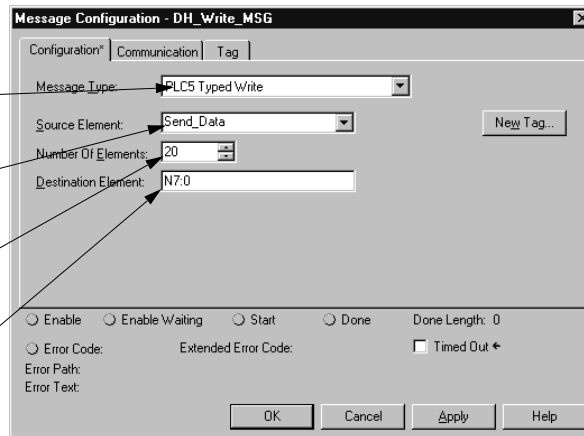 Message Configuration - DH_Write_MSG
Configuration* Communication Tag
Message Type: PLC5 Typed Write
Source Element: Send_Data New Tag...
Number Of Elements: 20
Destination Element: N7:0
Enable Enable Waiting Start Done Done Length: 0
Error Code: Extended Error Code: Timed Out ←
Error Path:
Error Text:
OK Cancel Apply Help